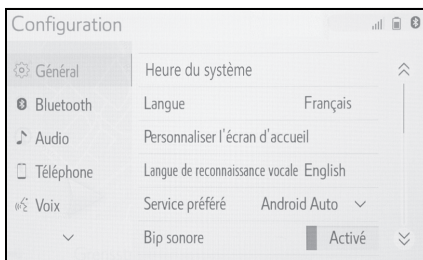 Configuration
Général
Bluetooth
Audio
Téléphone
Voix
Heure du système
Langue Français
Personnaliser l'écran d'accueil
Langue de reconnaissance vocale English
Service préféré Android Auto
Bip sonore Activé